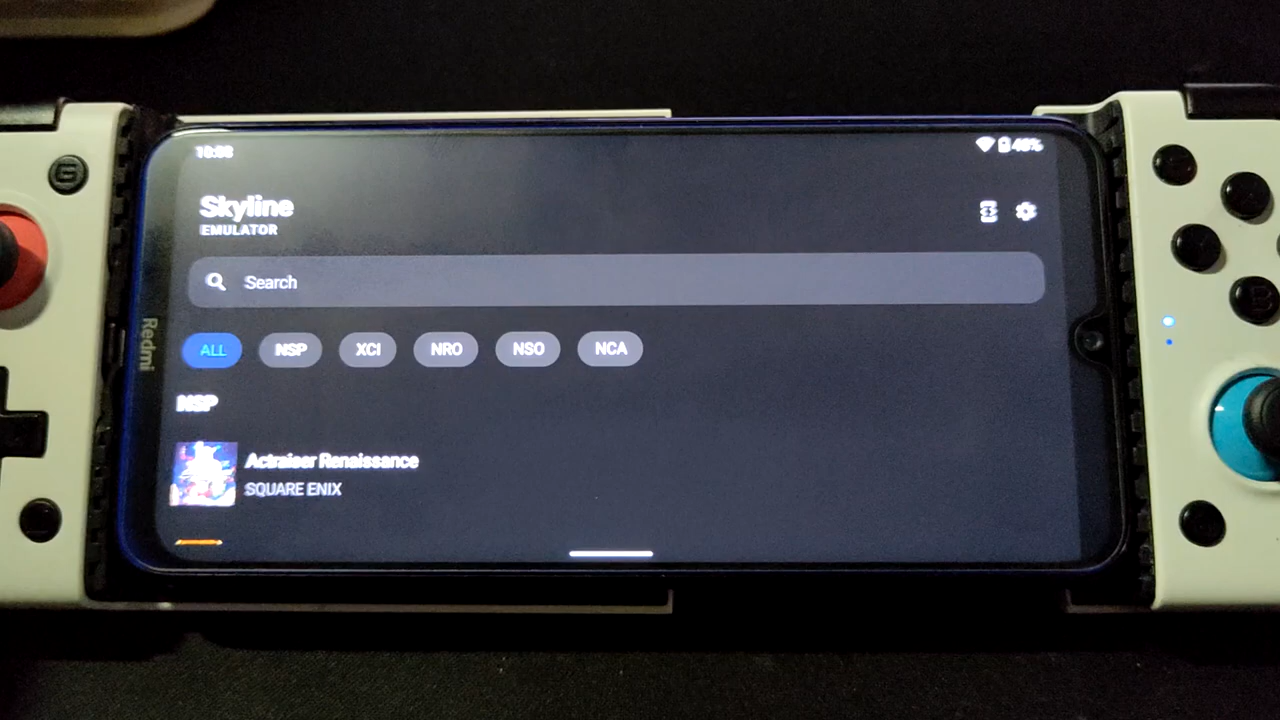 Skyline
EMULATOR
Search
ALL NSP XCI NRO NSO NCA
NSP
Actraiser Renaissance
SQUARE ENIX
Redmi